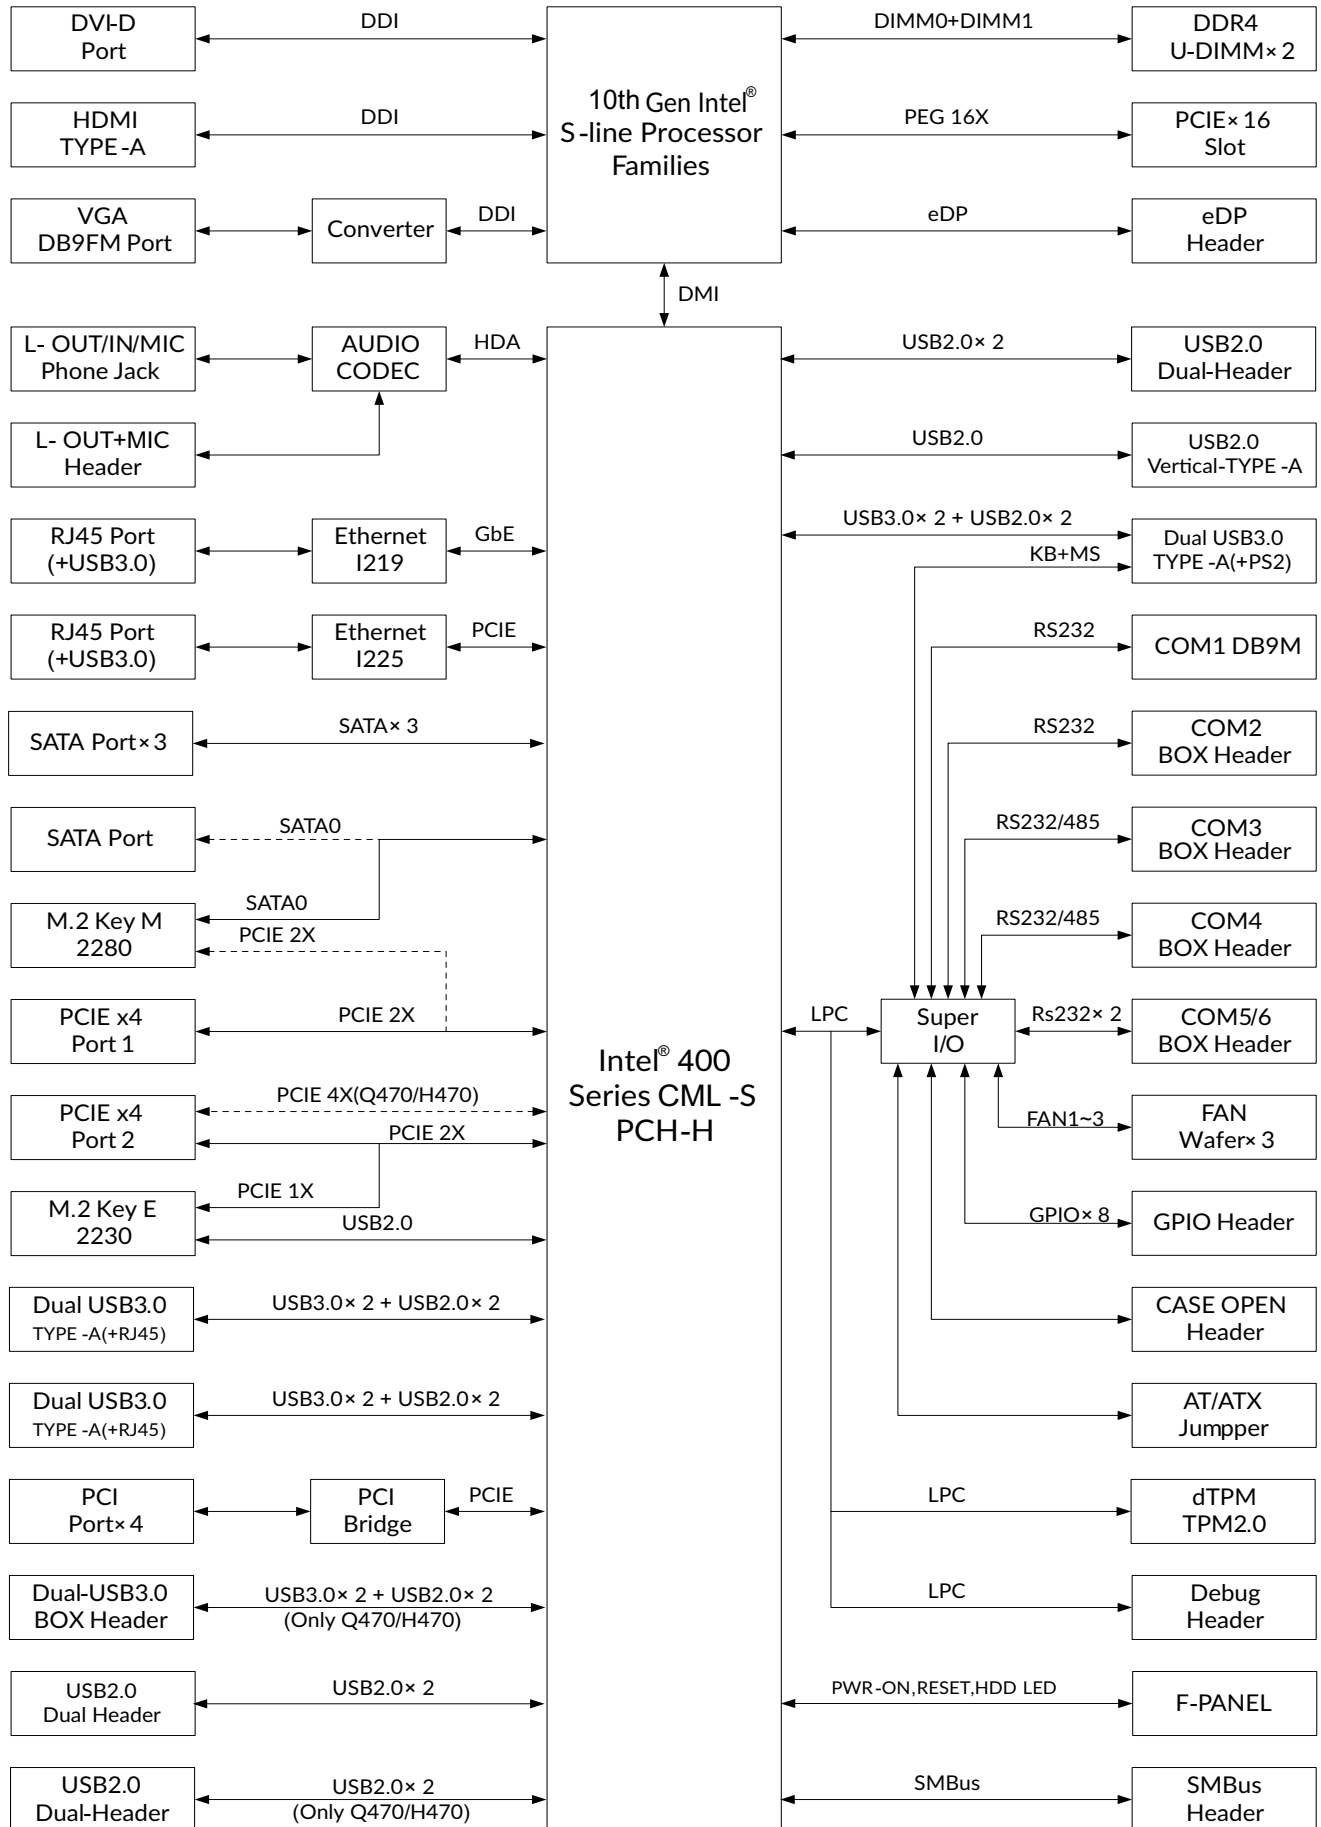 DVI-D
Port
DDI
HDMI
TYPE -A
DDI
VGA
DB9FM Port
Converter
DDI
10th Gen Intel®
S -line Processor
Families
DIMM0+DIMM1
DDR4
U-DIMM× 2
PEG 16X
PCIE× 16
Slot
eDP
eDP
Header
DMI
L- OUT/IN/MIC
Phone Jack
AUDIO
CODEC
HDA
L- OUT+MIC
Header
RJ45 Port
(+USB3.0)
Ethernet
I219
GbE
RJ45 Port
(+USB3.0)
Ethernet
I225
PCIE
SATA Port× 3
SATA× 3
SATA Port
SATA0
M.2 Key M
2280
SATA0
PCIE 2X
PCIE x4
Port 1
PCIE 2X
PCIE x4
Port 2
PCIE 4X(Q470/H470)
PCIE 2X
M.2 Key E
2230
PCIE 1X
USB2.0
Dual USB3.0
TYPE -A(+RJ45)
USB3.0× 2 + USB2.0× 2
Dual USB3.0
TYPE -A(+RJ45)
USB3.0× 2 + USB2.0× 2
PCI
Port× 4
PCI
Bridge
PCIE
Dual-USB3.0
BOX Header
USB3.0× 2 + USB2.0× 2
(Only Q470/H470)
USB2.0
Dual Header
USB2.0× 2
USB2.0
Dual-Header
USB2.0× 2
(Only Q470/H470)
Intel® 400
Series CML -S
PCH-H
USB2.0× 2
USB2.0
Dual-Header
USB2.0
USB2.0
Vertical-TYPE -A
USB3.0× 2 + USB2.0× 2
KB+MS
Dual USB3.0
TYPE -A(+PS2)
RS232
COM1 DB9M
RS232
COM2
BOX Header
RS232/485
COM3
BOX Header
RS232/485
COM4
BOX Header
LPC
Super
I/O
Rs232× 2
COM5/6
BOX Header
FAN1~3
FAN
Wafer× 3
GPIO× 8
GPIO Header
CASE OPEN
Header
AT/ATX
Jumpper
LPC
dTPM
TPM2.0
LPC
Debug
Header
PWR-ON,RESET,HDD LED
F-PANEL
SMBus
SMBus
Header